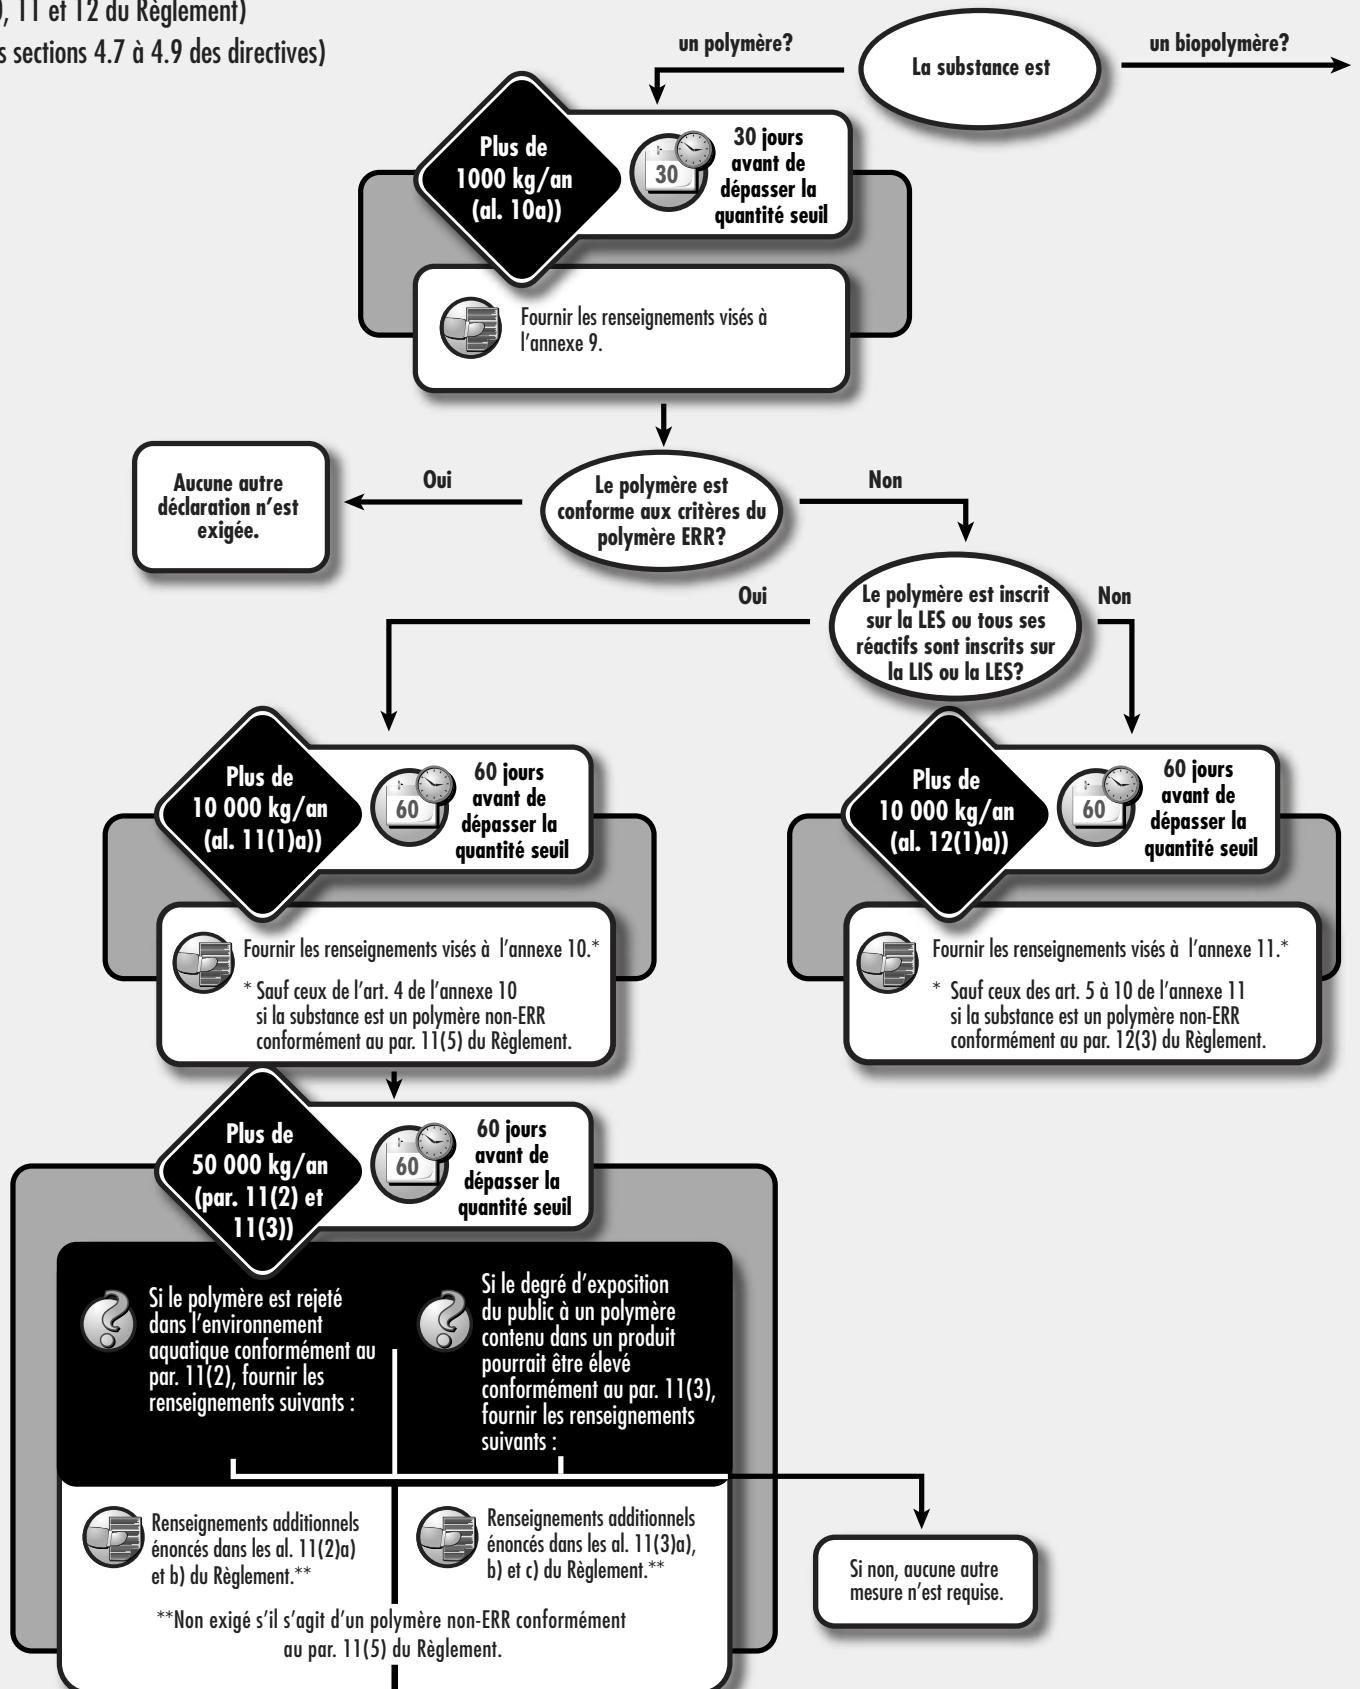 , 11 et 12 du Règlement)
sections 4.7 à 4.9 des directives)
un polymère?
La substance est
un biopolymère?
Plus de
1000 kg/an
(al. 10a))
30
30 jours
avant de
dépasser la
quantité seuil
Fournir les renseignements visés à
l'annexe 9.
Aucune autre
déclaration n'est
exigée.
Oui
Le polymère est
conforme aux critères du
polymère ERR?
Non
Oui
Le polymère est inscrit
sur la LES ou tous ses
réactifs sont inscrits sur
la LIS ou la LES?
Non
Plus de
10 000 kg/an
(al. 11(1)a))
60
60 jours
avant de
dépasser la
quantité seuil
Fournir les renseignements visés à l'annexe 10.*
* Sauf ceux de l'art. 4 de l'annexe 10
si la substance est un polymère non-ERR
conformément au par. 11(5) du Règlement.
Plus de
10 000 kg/an
(al. 12(1)a))
60
60 jours
avant de
dépasser la
quantité seuil
Fournir les renseignements visés à l'annexe 11.*
* Sauf ceux des art. 5 à 10 de l'annexe 11
si la substance est un polymère non-ERR
conformément au par. 12(3) du Règlement.
Plus de
50 000 kg/an
(par. 11(2) et
11(3))
60
60 jours
avant de
dépasser la
quantité seuil
Si le polymère est rejeté
dans l'environnement
aquatique conformément au
par. 11(2), fournir les
renseignements suivants :
Si le degré d'exposition
du public à un polymère
contenu dans un produit
pourrait être élevé
conformément au par. 11(3),
fournir les renseignements
suivants :
Renseignements additionnels
énoncés dans les al. 11(2)a)
et b) du Règlement.**
Renseignements additionnels
énoncés dans les al. 11(3)a),
b) et c) du Règlement.**
**Non exigé s'il s'agit d'un polymère non-ERR conformément
au par. 11(5) du Règlement.
Si non, aucune autre
mesure n'est requise.